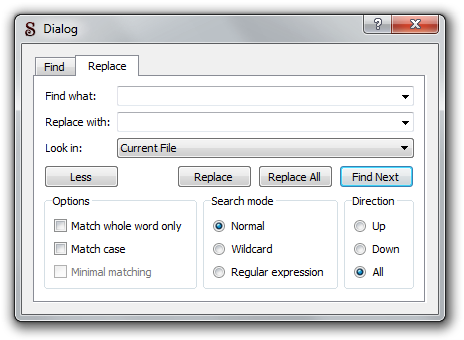 S Dialog ?
Find Replace
Find what:
Replace with:
Look in: Current File
Less Replace Replace All Find Next
Options Search mode Direction
Match whole word only Normal Up
Match case Wildcard Down
Minimal matching Regular expression All